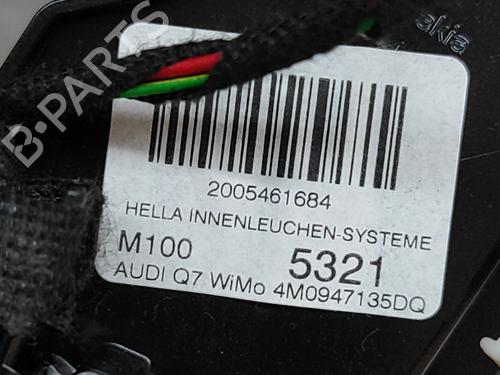 akia
B-PARTS
2005461684
HELLA INNENLEUCHEN-SYSTEME
M100 5321
AUDI Q7 WiMo 4M0947135DQ